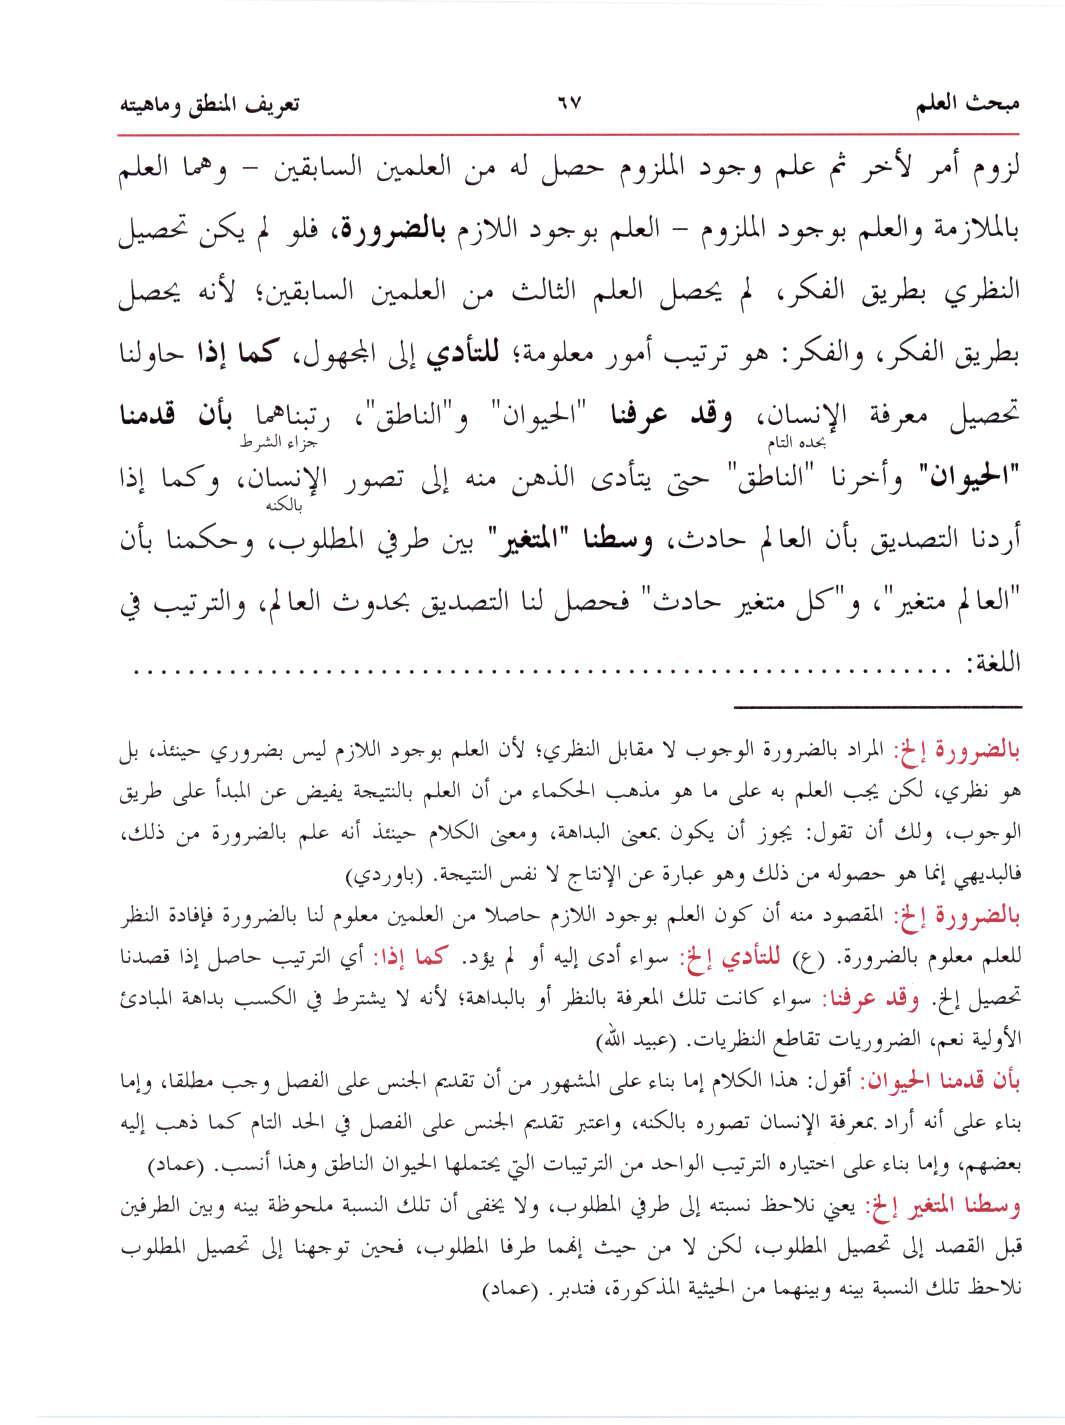 مبحث العلم ٦٧ تعريف المنطق وماهيته
لزوم أمر لأخر ثم علم وجود الملزوم حصل له من العلمين السابقين – وهما العلم
بالملازمة والعلم بوجود الملزوم – العلم بوجود اللازم بالضرورة، فلو لم يكن تحصيل
النظري بطريق الفكر، لم يحصل العلم الثالث من العلمين السابقين؛ لأنه يحصل
بطريق الفكر، والفكر: هو ترتيب أمور معلومة؛ للتأدي إلى المجهول، كما إذا حاولنا
تحصيل معرفة الإنسان، وقد عرفنا "الحيوان" و"الناطق"، رتبناهما بأن قدمنا
بحده التام جزاء الشرط
"الحيوان" وأخرنا "الناطق" حتى يتأدى الذهن منه إلى تصور الإنسان، وكما إذا
بالكنه
أردنا التصديق بأن العالم حادث، وسطنا "المتغير" بين طرفي المطلوب، وحكمنا بأن
"العالم متغير"، و"كل متغير حادث" فحصل لنا التصديق بحدوث العالم، والترتيب في
اللغة: ............................................................
بالضرورة إلخ: المراد بالضرورة الوجوب لا مقابل النظري؛ لأن العلم بوجود اللازم ليس بضروري حينئذ، بل
هو نظري، لكن يجب العلم به على ما هو مذهب الحكماء من أن العلم بالنتيجة يفيض عن المبدأ على طريق
الوجوب، ولك أن تقول: يجوز أن يكون بمعنى البداهة، ومعنى الكلام حينئذ أنه علم بالضرورة من ذلك،
فالبديهي إنما هو حصوله من ذلك وهو عبارة عن الإنتاج لا نفس النتيجة. (باوردي)
بالضرورة إلخ: المقصود منه أن كون العلم بوجود اللازم حاصلا من العلمين معلوم لنا بالضرورة فإفادة النظر
للعلم معلوم بالضرورة. (ع) للتأدي إلخ: سواء أدى إليه أو لم يؤد. كما إذا: أي الترتيب حاصل إذا قصدنا
تحصيل إلخ. وقد عرفنا: سواء كانت تلك المعرفة بالنظر أو بالبداهة؛ لأنه لا يشترط في الكسب بداهة المبادئ
الأولية نعم، الضروريات تقاطع النظريات. (عبيد الله)
بأن قدمنا الحيوان: أقول: هذا الكلام إما بناء على المشهور من أن تقديم الجنس على الفصل وجب مطلقا، وإما
بناء على أنه أراد بمعرفة الإنسان تصوره بالكنه، واعتبر تقديم الجنس على الفصل في الحد التام كما ذهب إليه
بعضهم، وإما بناء على اختياره الترتيب الواحد من الترتيبات التي يحتملها الحيوان الناطق وهذا أنسب. (عماد)
وسطنا المتغير إلخ: يعني نلاحظ نسبته إلى طرفي المطلوب، ولا يخفى أن تلك النسبة ملحوظة بينه وبين الطرفين
قبل القصد إلى تحصيل المطلوب، لكن لا من حيث إنهما طرفا المطلوب، فحين توجهنا إلى تحصيل المطلوب
نلاحظ تلك النسبة بينه وبينهما من الحيثية المذكورة، فتدبر. (عماد)